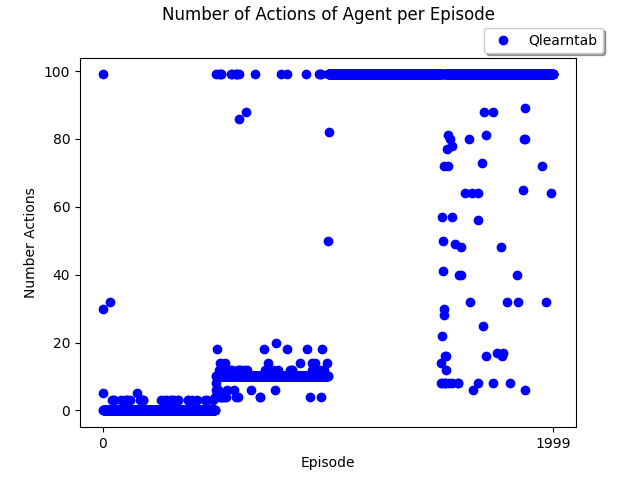 Number of Actions of Agent per Episode
Qlearntab
100
80
60
40
20
0
Number Actions
0
1999
Episode